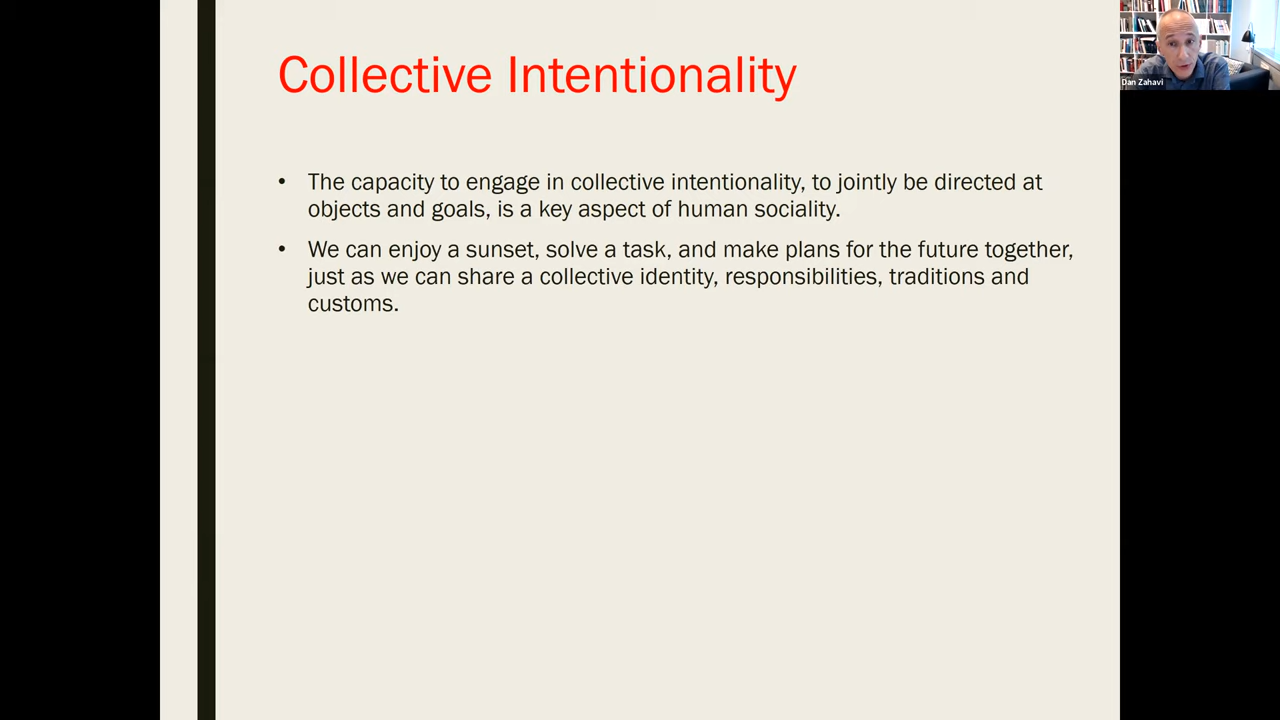 Collective Intentionality
Dan Zahavi
• The capacity to engage in collective intentionality, to jointly be directed at
objects and goals, is a key aspect of human sociality.
• We can enjoy a sunset, solve a task, and make plans for the future together,
just as we can share a collective identity, responsibilities, traditions and
customs.